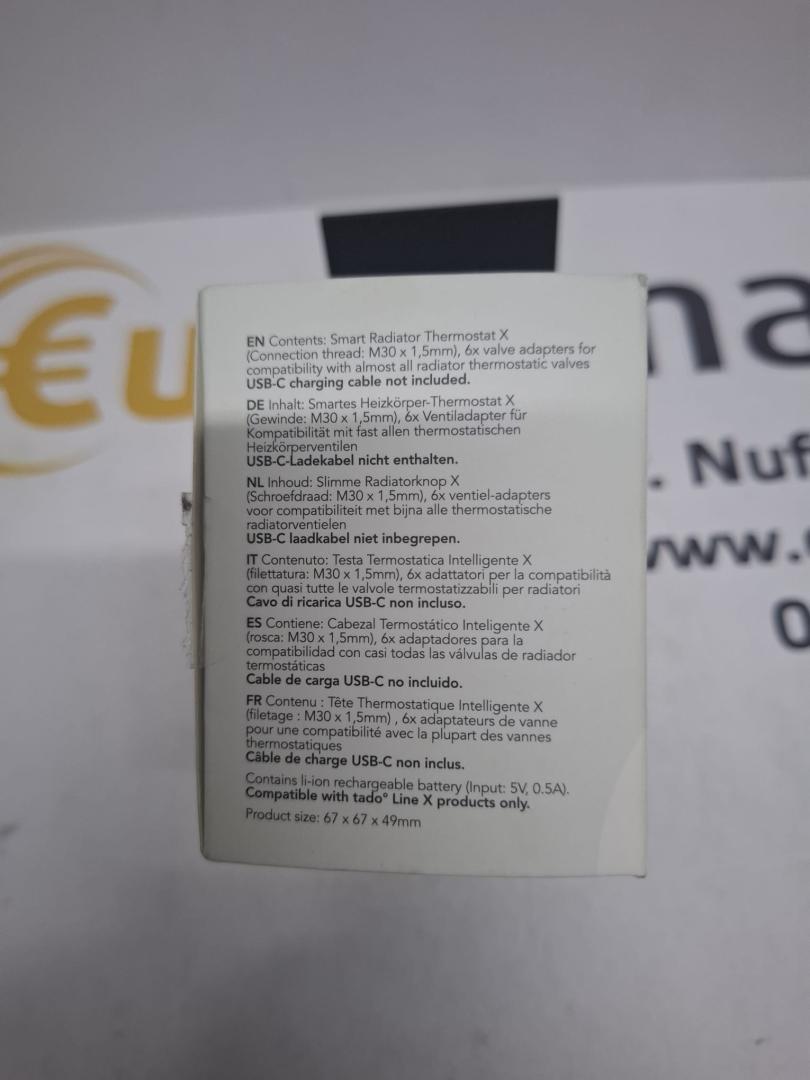 €u
na
. Nuf
www.
0
EN Contents: Smart Radiator Thermostat X
(Connection thread: M30 x 1,5mm), 6x valve adapters for
compatibility with almost all radiator thermostatic valves
USB-C charging cable not included.
DE Inhalt: Smartes Heizkörper-Thermostat X
(Gewinde: M30 x 1,5mm), 6x Ventiladapter für
Kompatibilität mit fast allen thermostatischen
Heizkörperventilen
USB-C-Ladekabel nicht enthalten.
NL Inhoud: Slimme Radiatorknop X
(Schroefdraad: M30 x 1,5mm), 6x ventiel-adapters
voor compatibiliteit met bijna alle thermostatische
radiatorventielen
USB-C laadkabel niet inbegrepen.
IT Contenuto: Testa Termostatica Intelligente X
(filettatura: M30 x 1,5mm), 6x adattatori per la compatibilità
con quasi tutte le valvole termostatizzabili per radiatori
Cavo di ricarica USB-C non incluso.
ES Contiene: Cabezal Termostático Inteligente X
(rosca: M30 x 1,5mm), 6x adaptadores para la
compatibilidad con casi todas las válvulas de radiador
termostáticas
Cable de carga USB-C no incluido.
FR Contenu : Tête Thermostatique Intelligente X
(filetage : M30 x 1,5mm) , 6x adaptateurs de vanne
pour une compatibilité avec la plupart des vannes
thermostatiques
Câble de charge USB-C non inclus.
Contains li-ion rechargeable battery (Input: 5V, 0.5A).
Compatible with tado° Line X products only.
Product size: 67 x 67 x 49mm